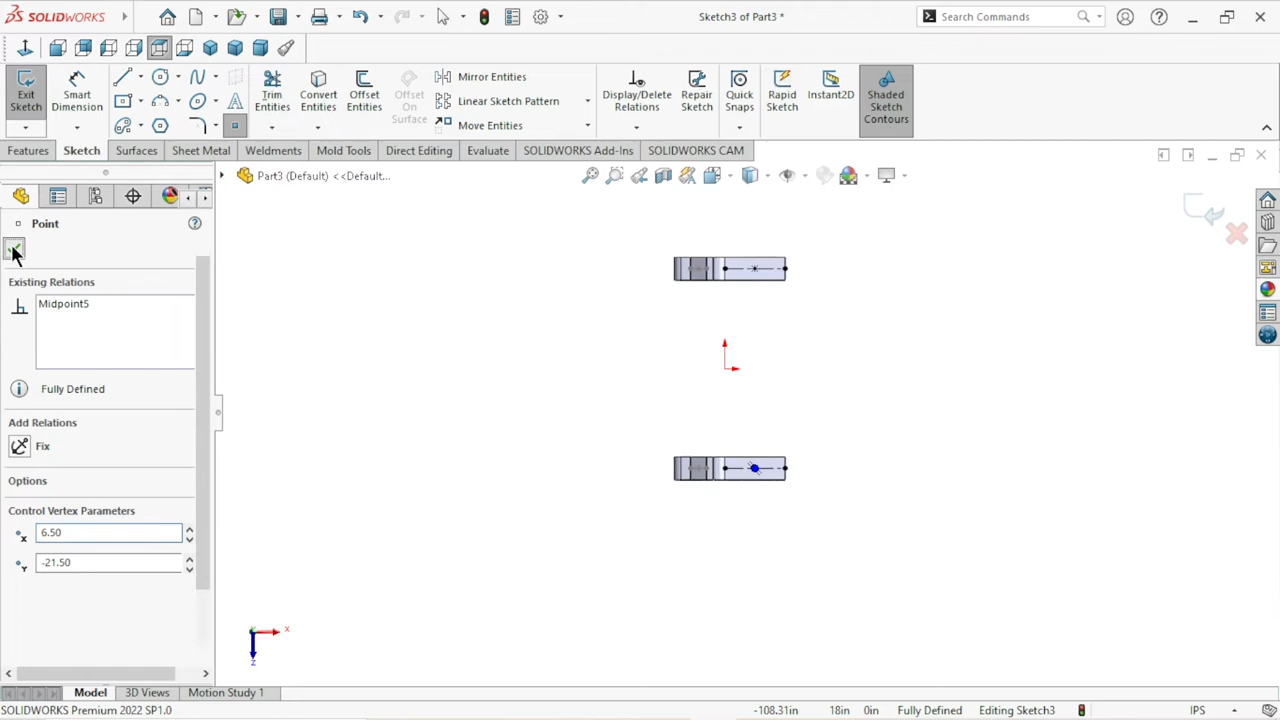 SOLIDWORKS
Sketch3 of Part3 *
Search Commands
Exit Sketch
Smart Dimension
Trim Entities
Convert Entities
Offset Entities
Offset On Surface
Mirror Entities
Linear Sketch Pattern
Move Entities
Display/Delete Relations
Repair Sketch
Quick Snaps
Rapid Sketch
Instant2D
Shaded Sketch Contours
Features Sketch Surfaces Sheet Metal Weldments Mold Tools Direct Editing Evaluate SOLIDWORKS Add-Ins SOLIDWORKS CAM
Part3 (Default) <<Default...
Point
Existing Relations
Midpoint5
Fully Defined
Add Relations
Fix
Options
Control Vertex Parameters
X 6.50
Y -21.50
Y
X
Z
Model 3D Views Motion Study 1
SOLIDWORKS Premium 2022 SP1.0 -108.31in 18in 0in Fully Defined Editing Sketch3 IPS